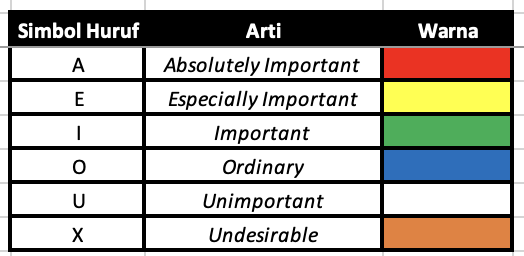 Simbol Huruf Arti Warna
A Absolutely Important
E Especially Important
I Important
O Ordinary
U Unimportant
X Undesirable